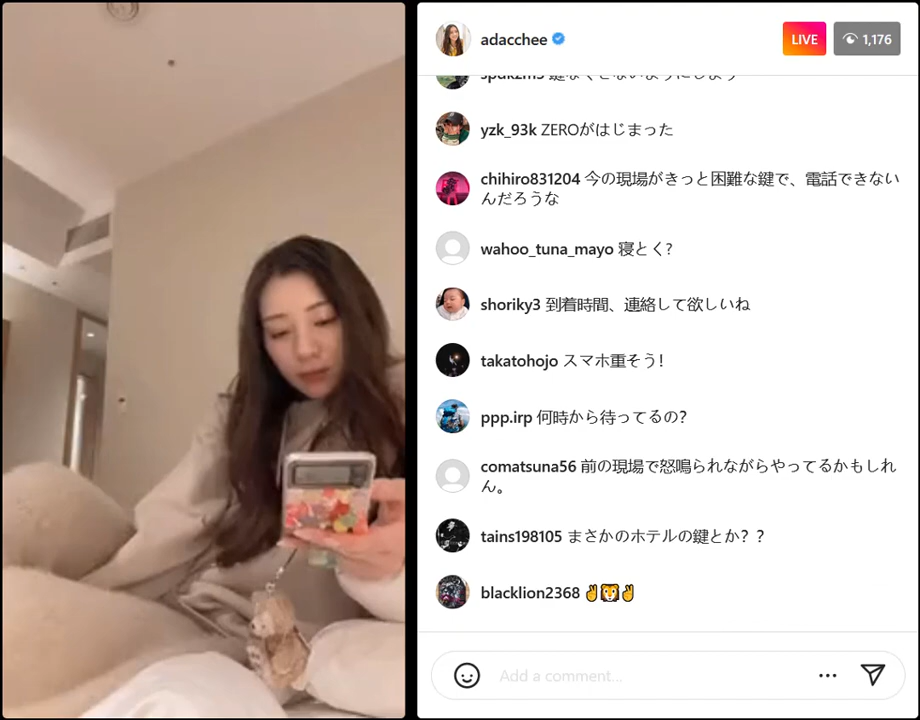 adacchee
LIVE
1,176
yzk_93k ZEROがはじまった
chihiro831204 今の現場がきっと困難な鍵で、電話できない
んだろうな
wahoo_tuna_mayo 寝とく?
shoriky3 到着時間、連絡して欲しいね
takatohojo スマホ重そう!
ppp.irp 何時から待ってるの?
comatsuna56 前の現場で怒鳴られながらやってるかもしれ
ん。
tains198105 まさかのホテルの鍵とか？？
blacklion2368 ✌🐯✌
Add a comment...